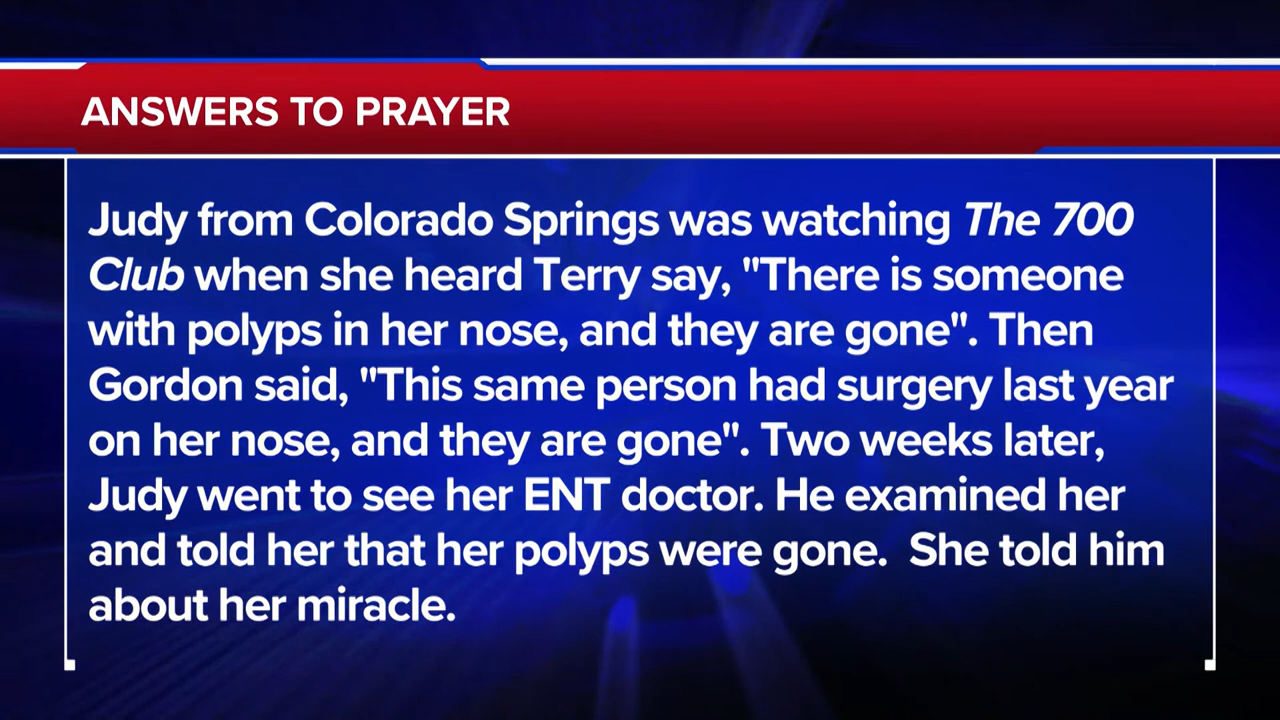 ANSWERS TO PRAYER
Judy from Colorado Springs was watching The 700
Club when she heard Terry say, "There is someone
with polyps in her nose, and they are gone". Then
Gordon said, "This same person had surgery last year
on her nose, and they are gone". Two weeks later,
Judy went to see her ENT doctor. He examined her
and told her that her polyps were gone.  She told him
about her miracle.